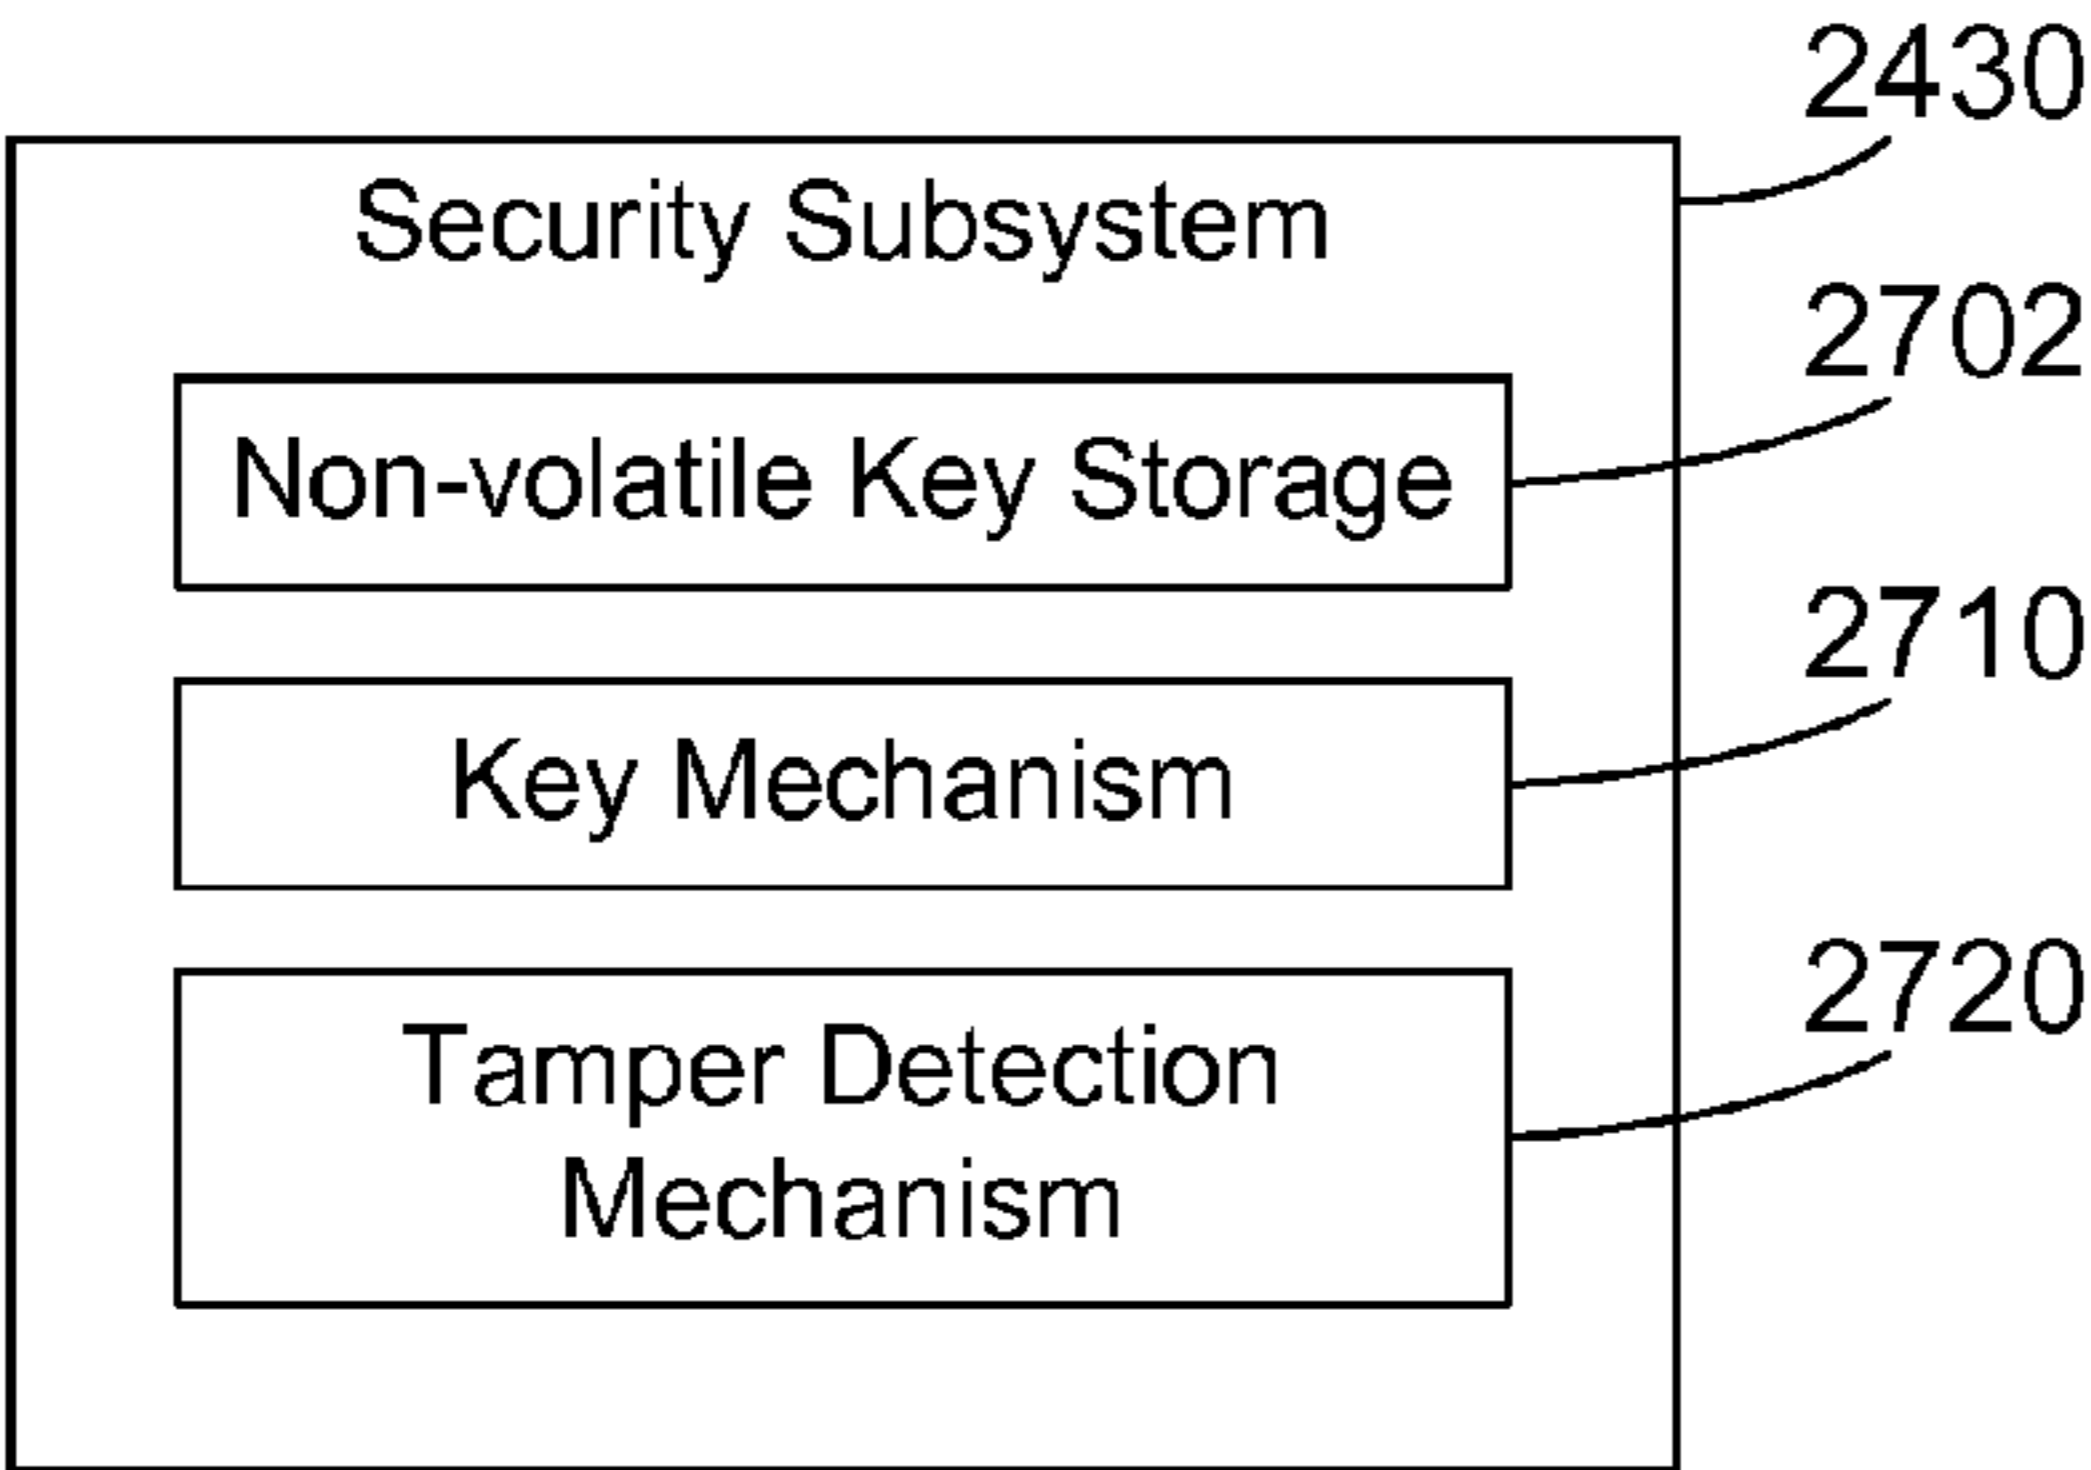 2430
Security Subsystem
2702
Non-volatile Key Storage
2710
Key Mechanism
2720
Tamper Detection
Mechanism